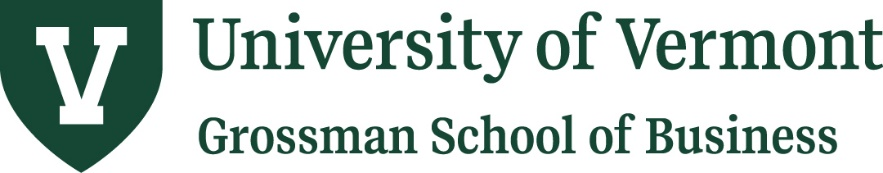 V
University of Vermont
Grossman School of Business